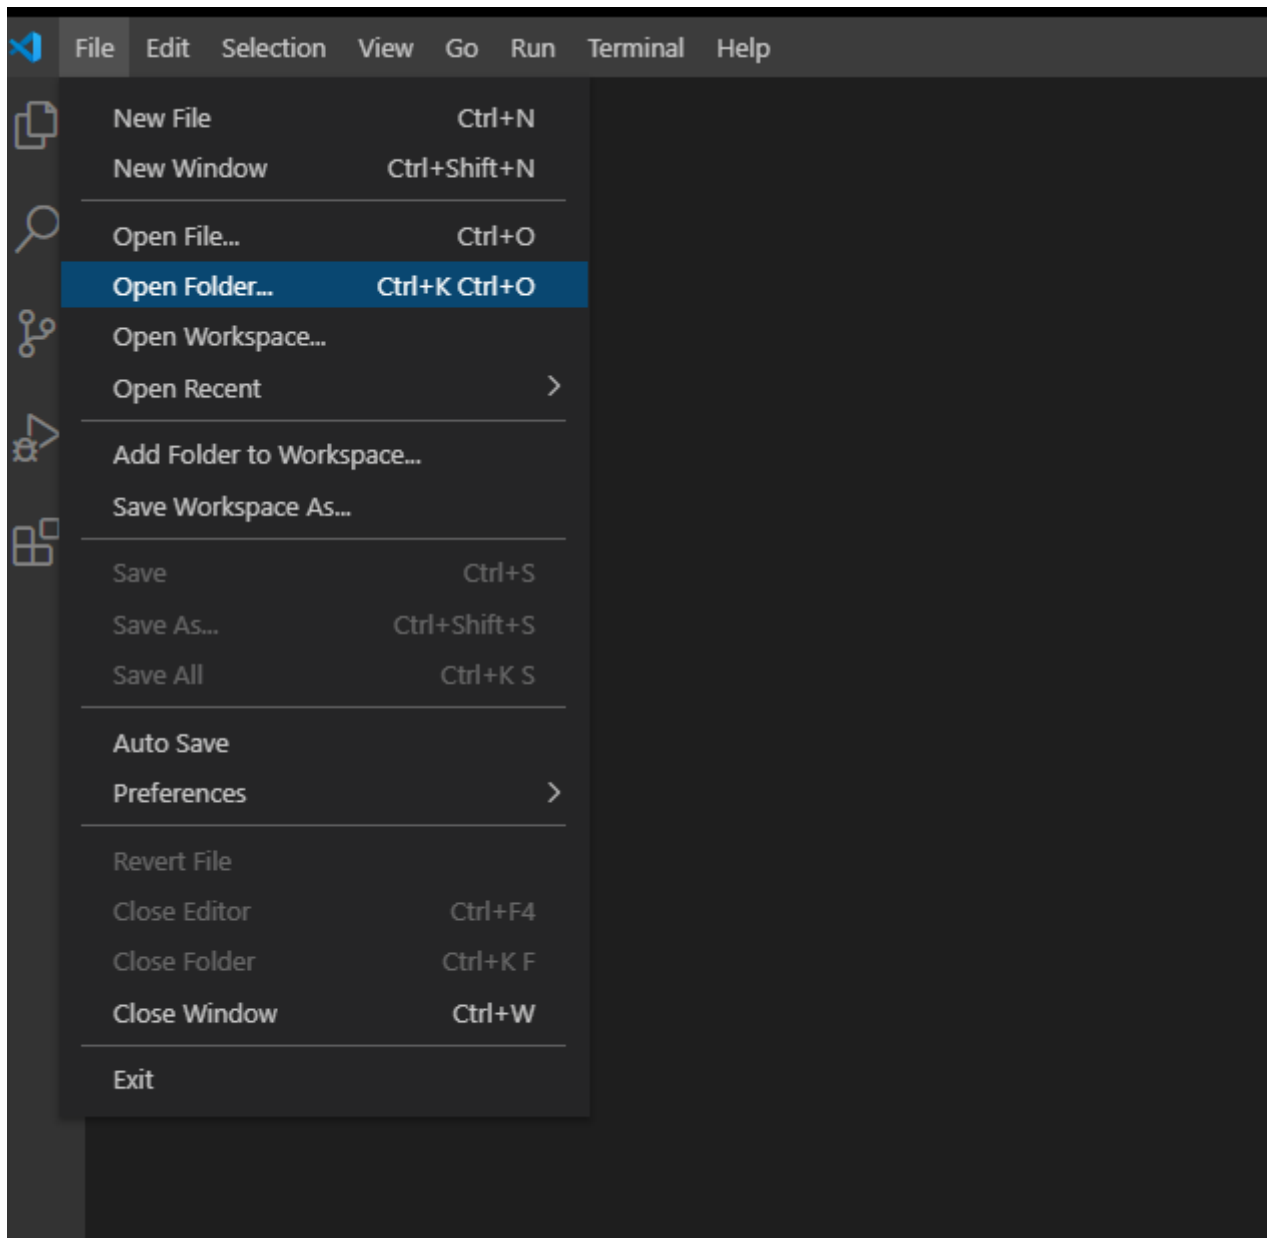 File Edit Selection View Go Run Terminal Help
New File Ctrl+N
New Window Ctrl+Shift+N
Open File... Ctrl+O
Open Folder... Ctrl+K Ctrl+O
Open Workspace...
Open Recent
Add Folder to Workspace...
Save Workspace As...
Save Ctrl+S
Save As... Ctrl+Shift+S
Save All Ctrl+K S
Auto Save
Preferences
Revert File
Close Editor Ctrl+F4
Close Folder Ctrl+K F
Close Window Ctrl+W
Exit